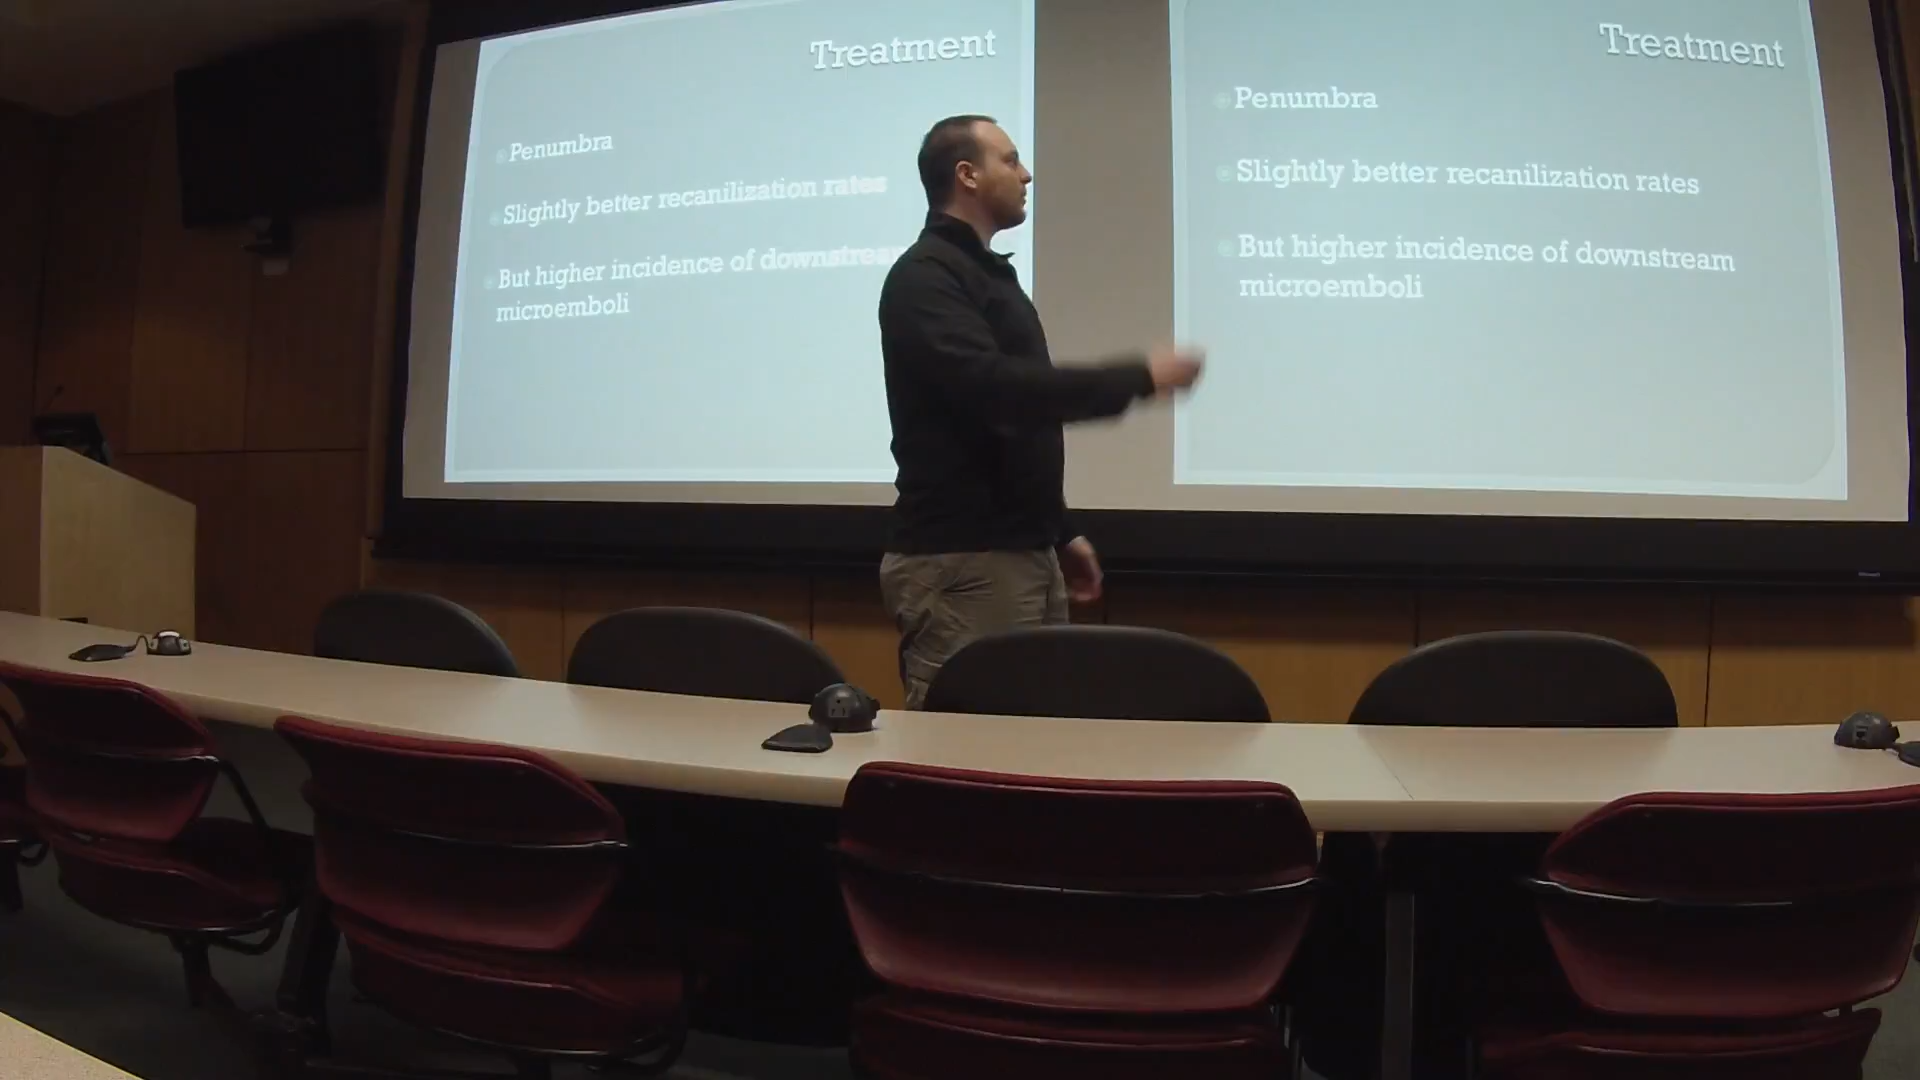 Treatment
Penumbra
Slightly better recanilization rates
But higher incidence of downstream
microemboli
Treatment
Penumbra
Slightly better recanilization rates
But higher incidence of downstream
microemboli